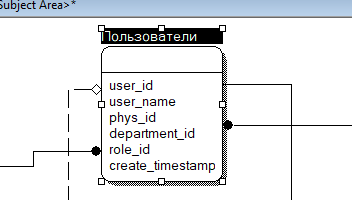 Subject Area>*
Пользователи
user_id
user_name
phys_id
department_id
role_id
create_timestamp